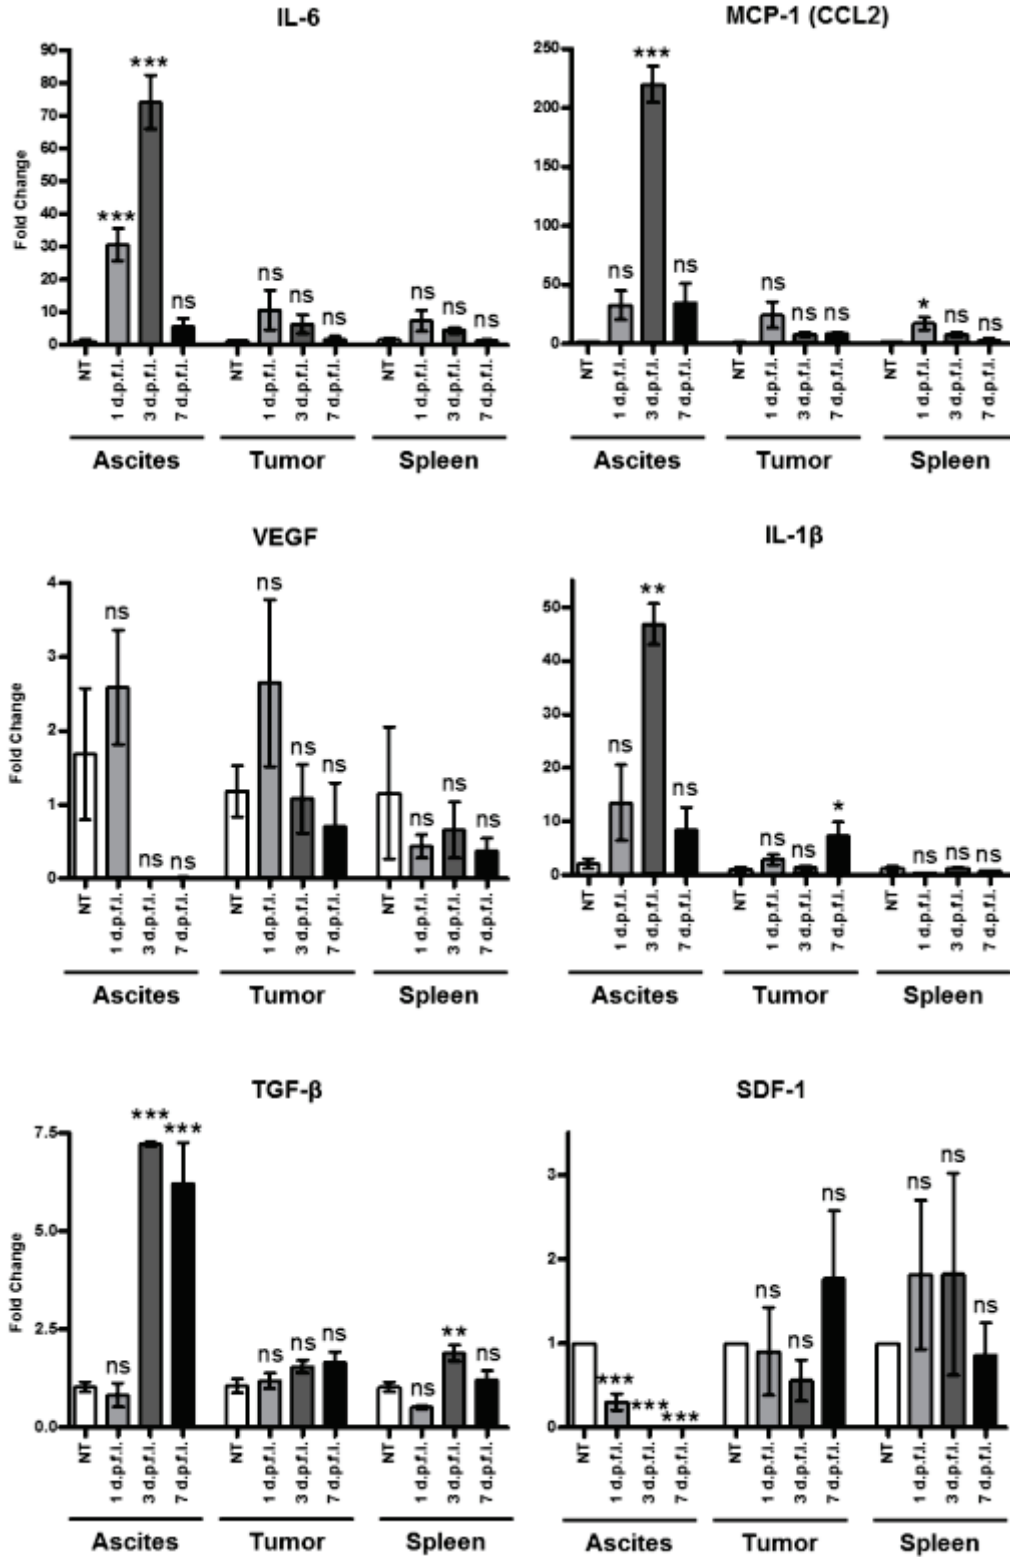 IL-6
Fold Change
90
80
70
60
50
40
30
20
10
0
***
***
ns
ns
ns
ns
ns
ns
ns
NT
1 d.p.f.l.
3 d.p.f.l.
7 d.p.f.l.
NT
1 d.p.f.l.
3 d.p.f.l.
7 d.p.f.l.
NT
1 d.p.f.l.
3 d.p.f.l.
7 d.p.f.l.
Ascites Tumor Spleen
MCP-1 (CCL2)
250
200
150
100
50
0
ns
***
ns
ns
ns
ns
*
ns
ns
NT
1 d.p.f.l.
3 d.p.f.l.
7 d.p.f.l.
NT
1 d.p.f.l.
3 d.p.f.l.
7 d.p.f.l.
NT
1 d.p.f.l.
3 d.p.f.l.
7 d.p.f.l.
Ascites Tumor Spleen
VEGF
Fold Change
4
3
2
1
0
ns
ns
ns
ns
ns
ns
ns
ns
ns
NT
1 d.p.f.l.
3 d.p.f.l.
7 d.p.f.l.
NT
1 d.p.f.l.
3 d.p.f.l.
7 d.p.f.l.
NT
1 d.p.f.l.
3 d.p.f.l.
7 d.p.f.l.
Ascites Tumor Spleen
IL-1β
50
40
30
20
10
0
ns
**
ns
ns
ns
*
ns
ns
ns
NT
1 d.p.f.l.
3 d.p.f.l.
7 d.p.f.l.
NT
1 d.p.f.l.
3 d.p.f.l.
7 d.p.f.l.
NT
1 d.p.f.l.
3 d.p.f.l.
7 d.p.f.l.
Ascites Tumor Spleen
TGF-β
Fold Change
7.5
5.0
2.5
0.0
ns
***
***
ns
ns
ns
ns
**
ns
NT
1 d.p.f.l.
3 d.p.f.l.
7 d.p.f.l.
NT
1 d.p.f.l.
3 d.p.f.l.
7 d.p.f.l.
NT
1 d.p.f.l.
3 d.p.f.l.
7 d.p.f.l.
Ascites Tumor Spleen
SDF-1
3
2
1
0
***
***
***
ns
ns
ns
ns
ns
ns
NT
1 d.p.f.l.
3 d.p.f.l.
7 d.p.f.l.
NT
1 d.p.f.l.
3 d.p.f.l.
7 d.p.f.l.
NT
1 d.p.f.l.
3 d.p.f.l.
7 d.p.f.l.
Ascites Tumor Spleen